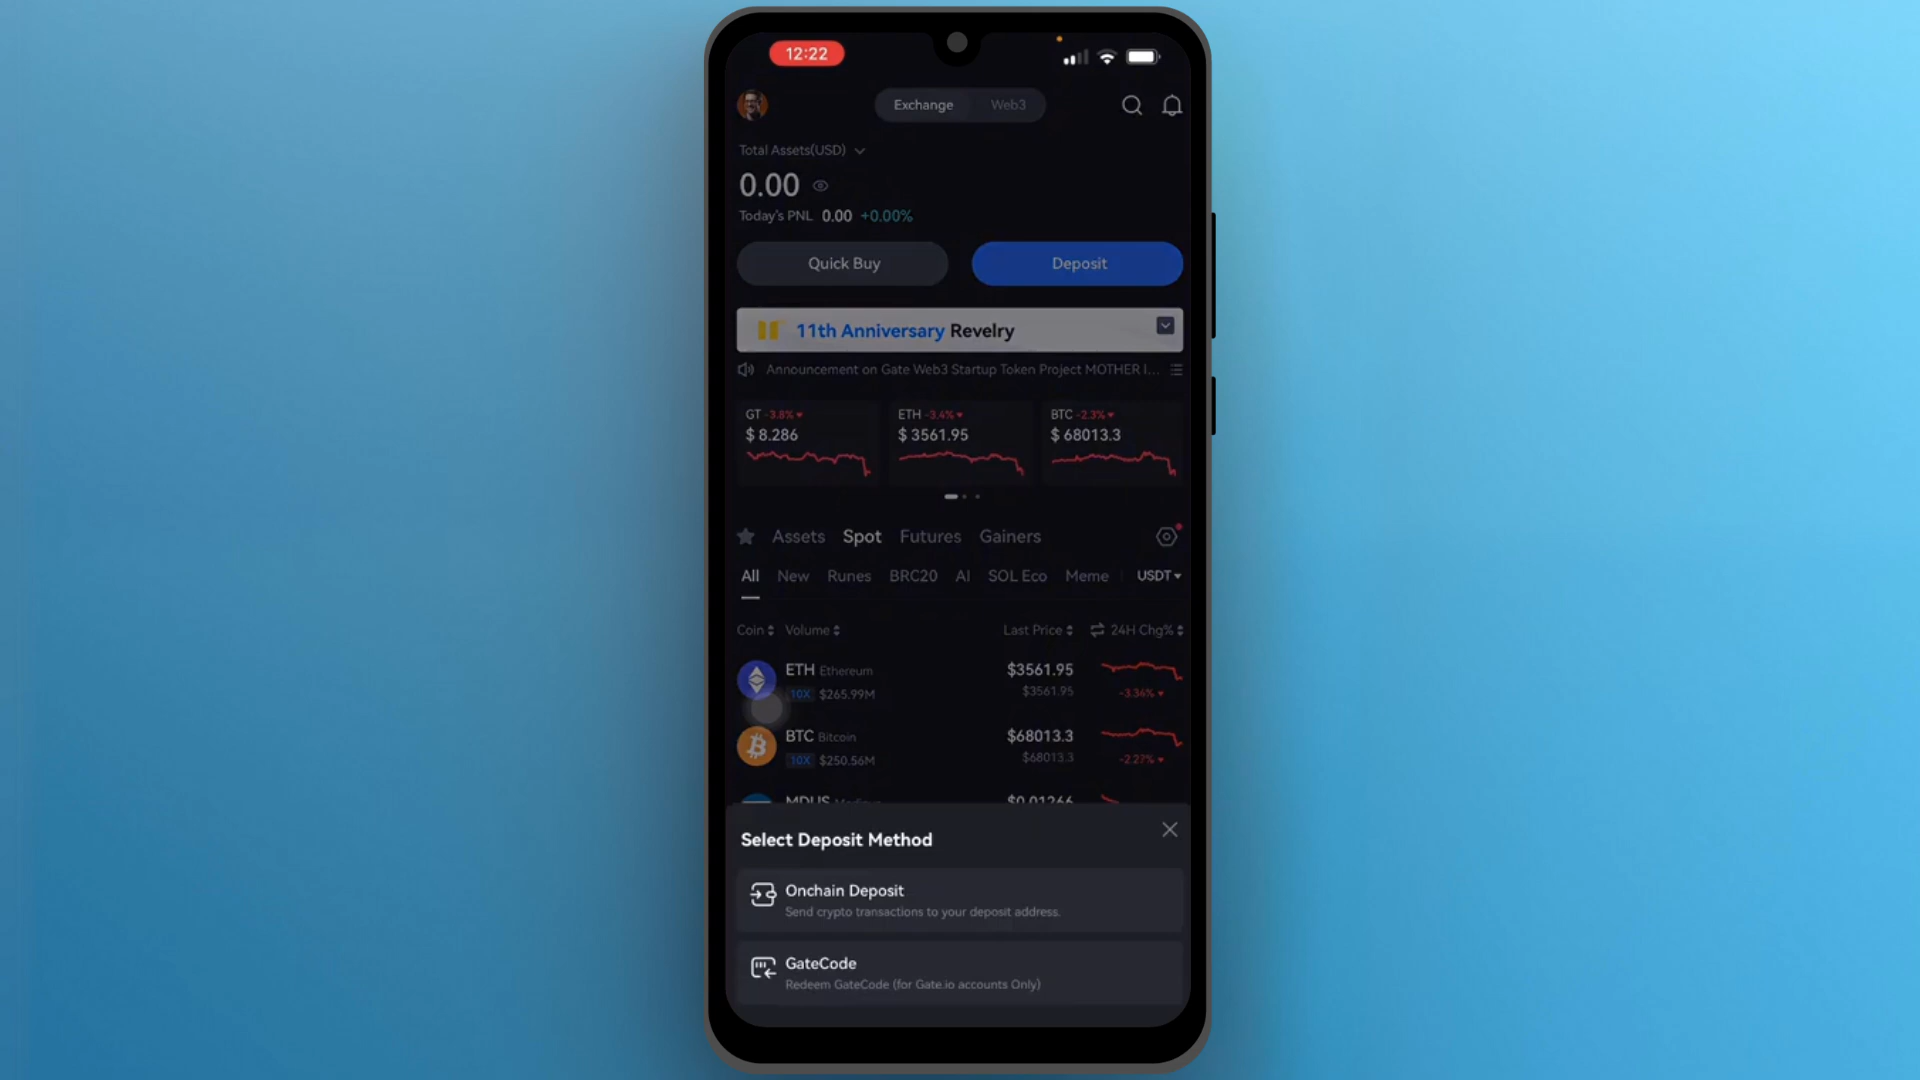 12:22
Exchange Web3
Total Assets(USD)
0.00
Today's PNL 0.00 +0.00%
Quick Buy Deposit
11th Anniversary Revelry
Announcement on Gate Web3 Startup Token Project MOTHER I...
GT -3.8% ETH -3.4% BTC -2.3%
$ 8.286 $ 3561.95 $ 68013.3
Assets Spot Futures Gainers
All New Runes BRC20 AI SOL Eco Meme USDT
Coin Volume Last Price 24H Chg%
ETH Ethereum $3561.95
10X $265.99M $3561.95 -3.36%
BTC Bitcoin $68013.3
10X $250.56M $68013.3 -2.27%
MDUS $0.01266
Select Deposit Method
Onchain Deposit
Send crypto transactions to your deposit address.
GateCode
Redeem GateCode (for Gate.io accounts Only)